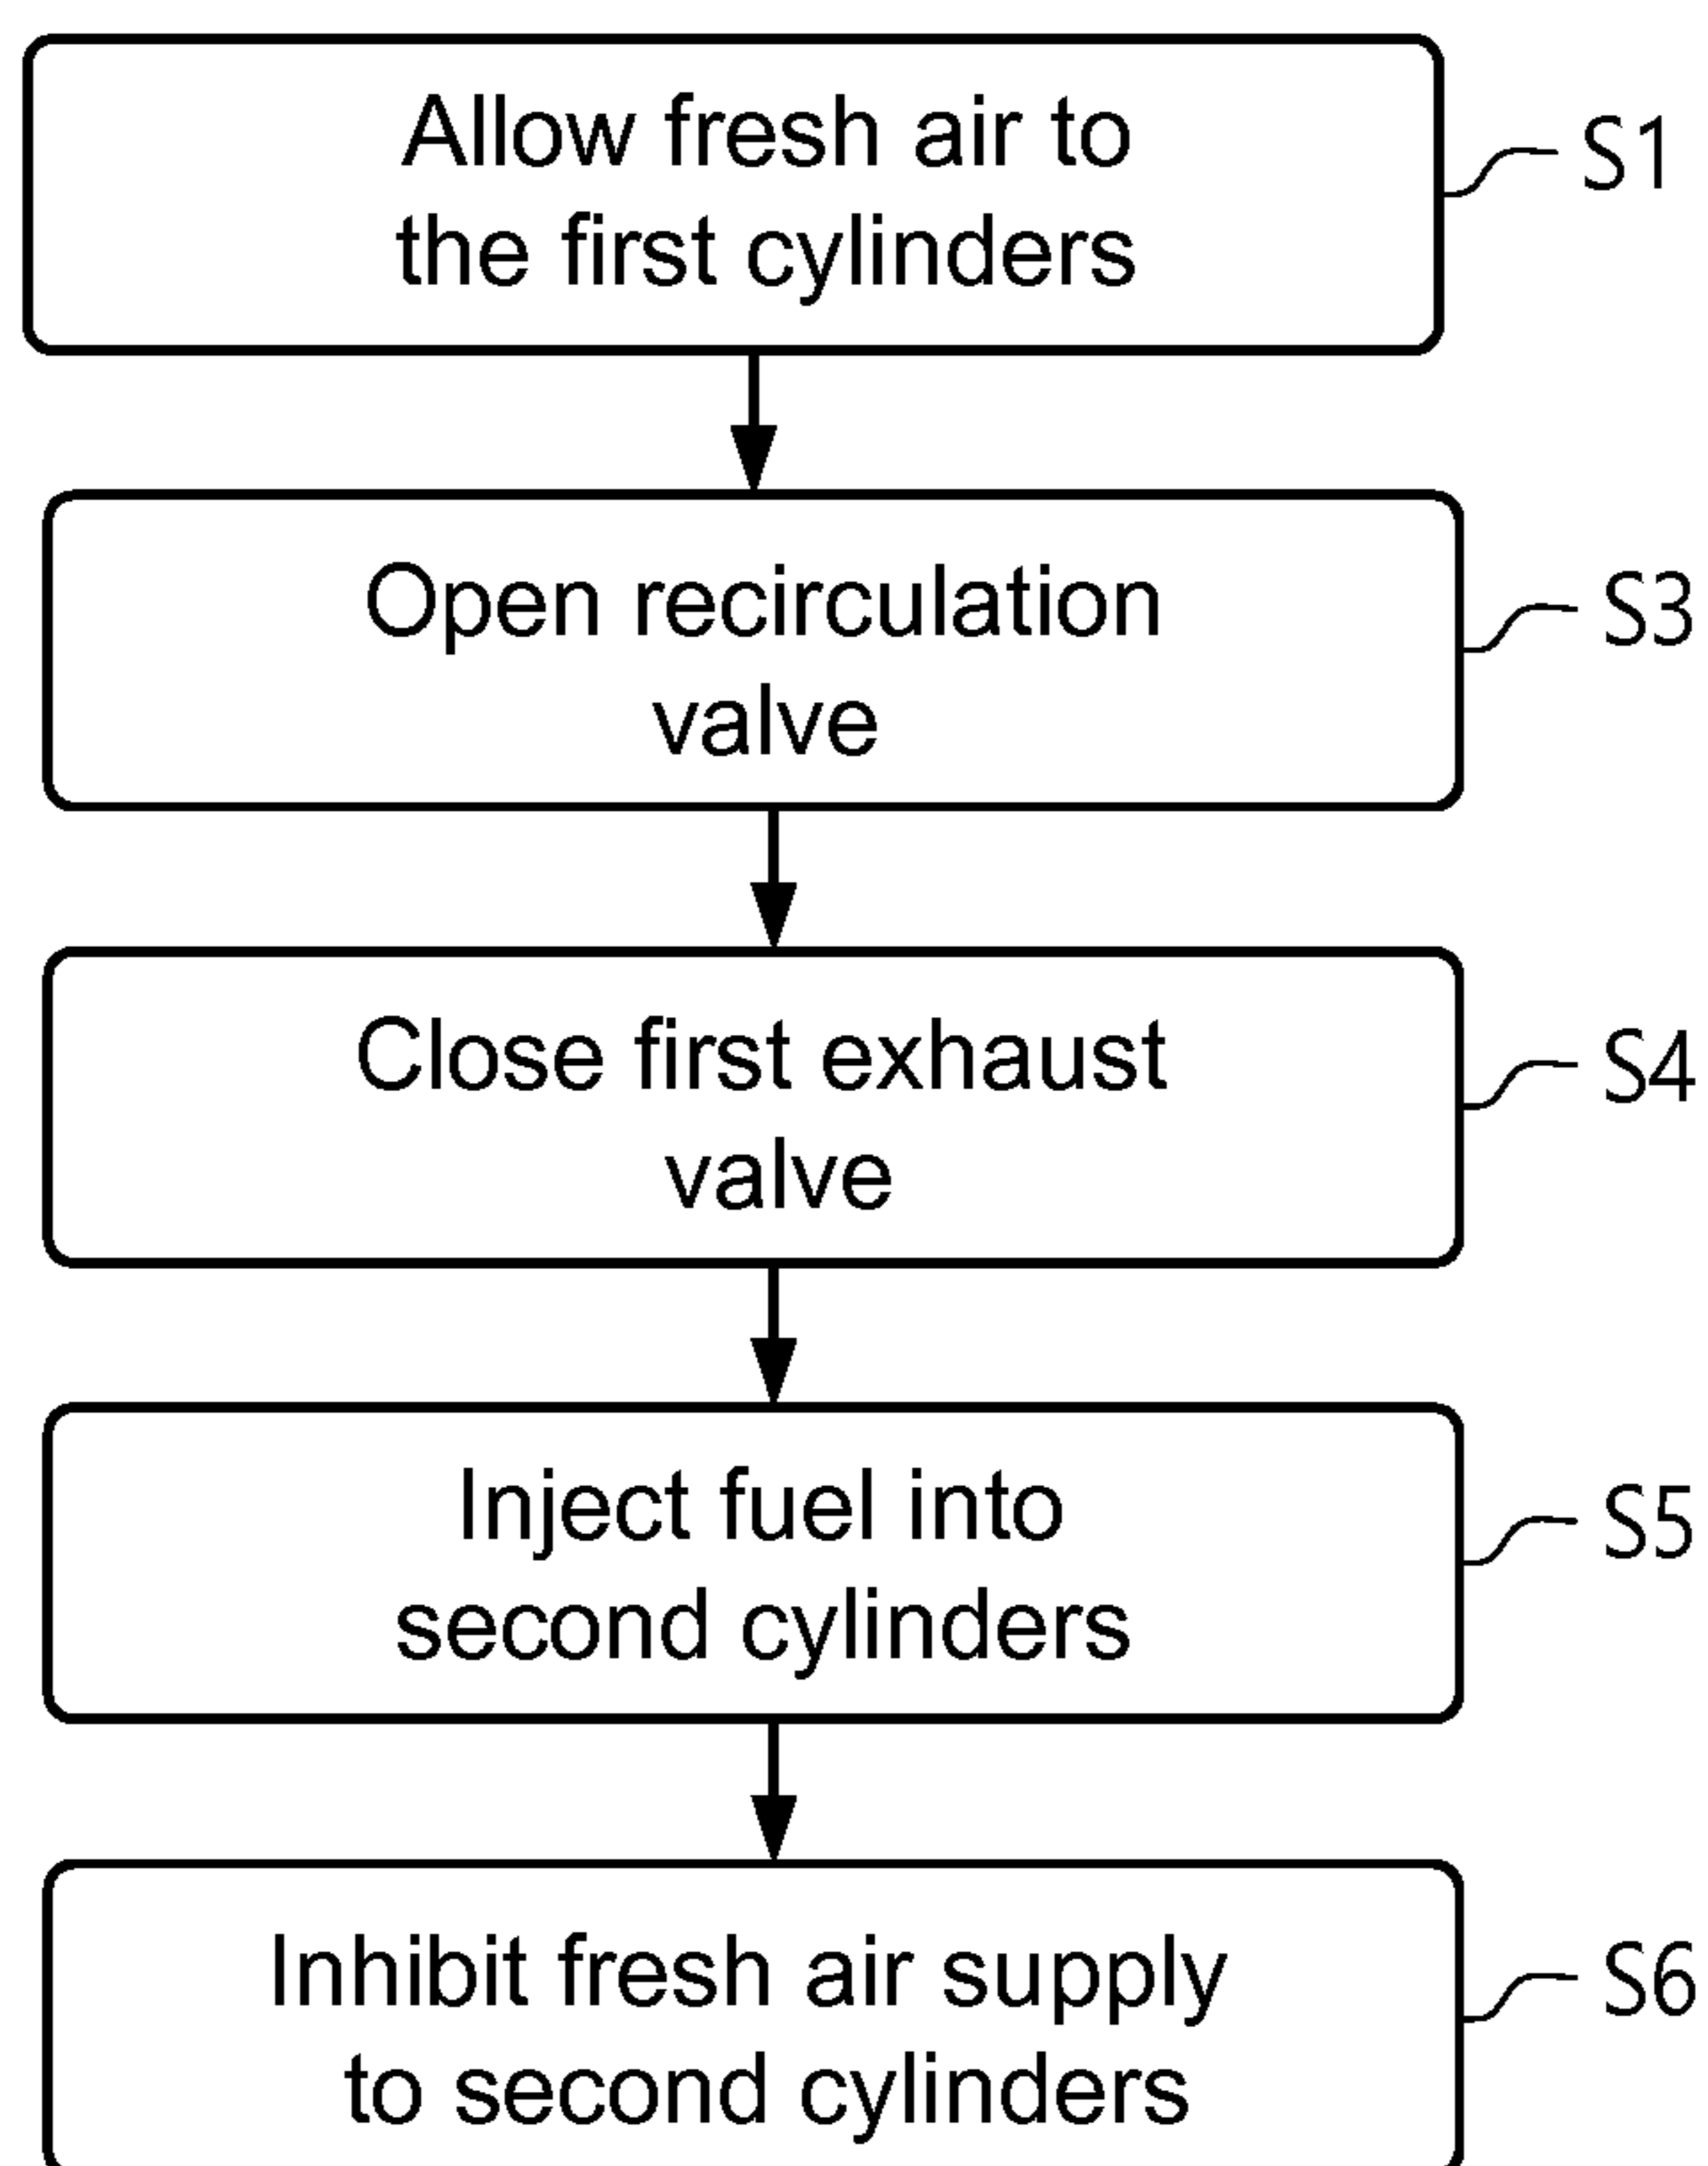 Allow fresh air to
the first cylinders
S1
Open recirculation
valve
S3
Close first exhaust
valve
S4
Inject fuel into
second cylinders
S5
Inhibit fresh air supply
to second cylinders
S6